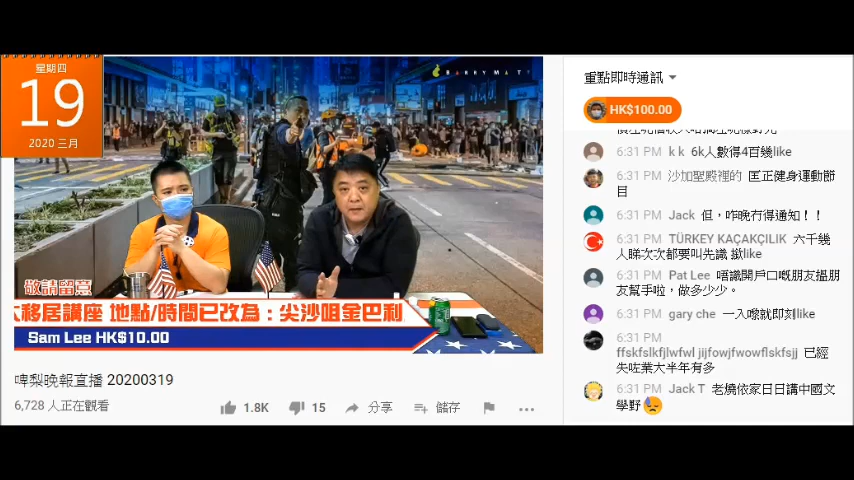 星期四
19
2020 三月
BARRYMAT
敬請留意
移居講座 地點/時間已改為：尖沙咀金巴利
Sam Lee HK$10.00
啤梨晚報直播 20200319
6,728 人正在觀看
1.8K
15
分享
儲存
重點即時通訊
HK$100.00
6:31 PM k k 6k人數得4百幾like
6:31 PM 沙加聖殿裡的 匡正健身運動節
目
6:31 PM Jack 但，咋晚冇得通知！！
6:31 PM TÜRKEY KAÇAKÇILIK 六千幾
人睇次次都要叫先識 撳like
6:31 PM Pat Lee 唔識開戶口嘅朋友搵朋
友幫手啦，做多少少。
6:31 PM gary che 一入嚟就即刻like
6:31 PM
ffskfslkfjlwfwl jijfowjfwowflskfsjj 已經
失咗業大半年有多
6:31 PM Jack T 老饒依家日日講中國文
學野